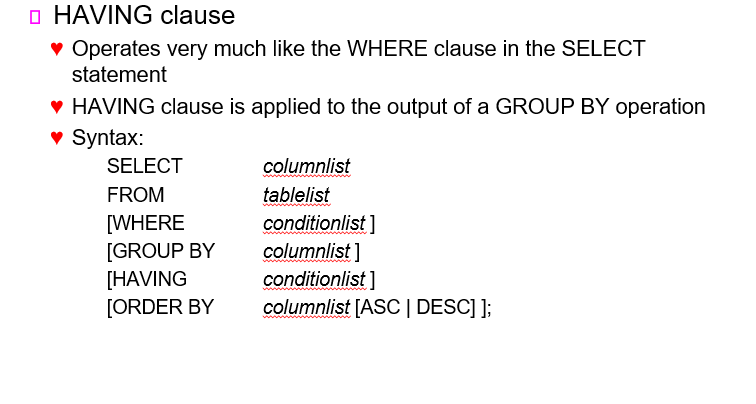 HAVING clause
Operates very much like the WHERE clause in the SELECT
statement
HAVING clause is applied to the output of a GROUP BY operation
Syntax:
SELECT columnlist
FROM tablelist
[WHERE conditionlist ]
[GROUP BY columnlist ]
[HAVING conditionlist ]
[ORDER BY columnlist [ASC | DESC] ];